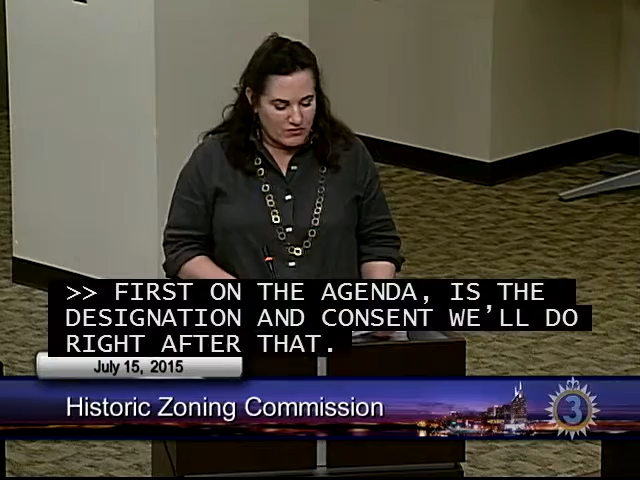 >> FIRST ON THE AGENDA, IS THE
DESIGNATION AND CONSENT WE'LL DO
RIGHT AFTER THAT.
July 15, 2015
Historic Zoning Commission
3